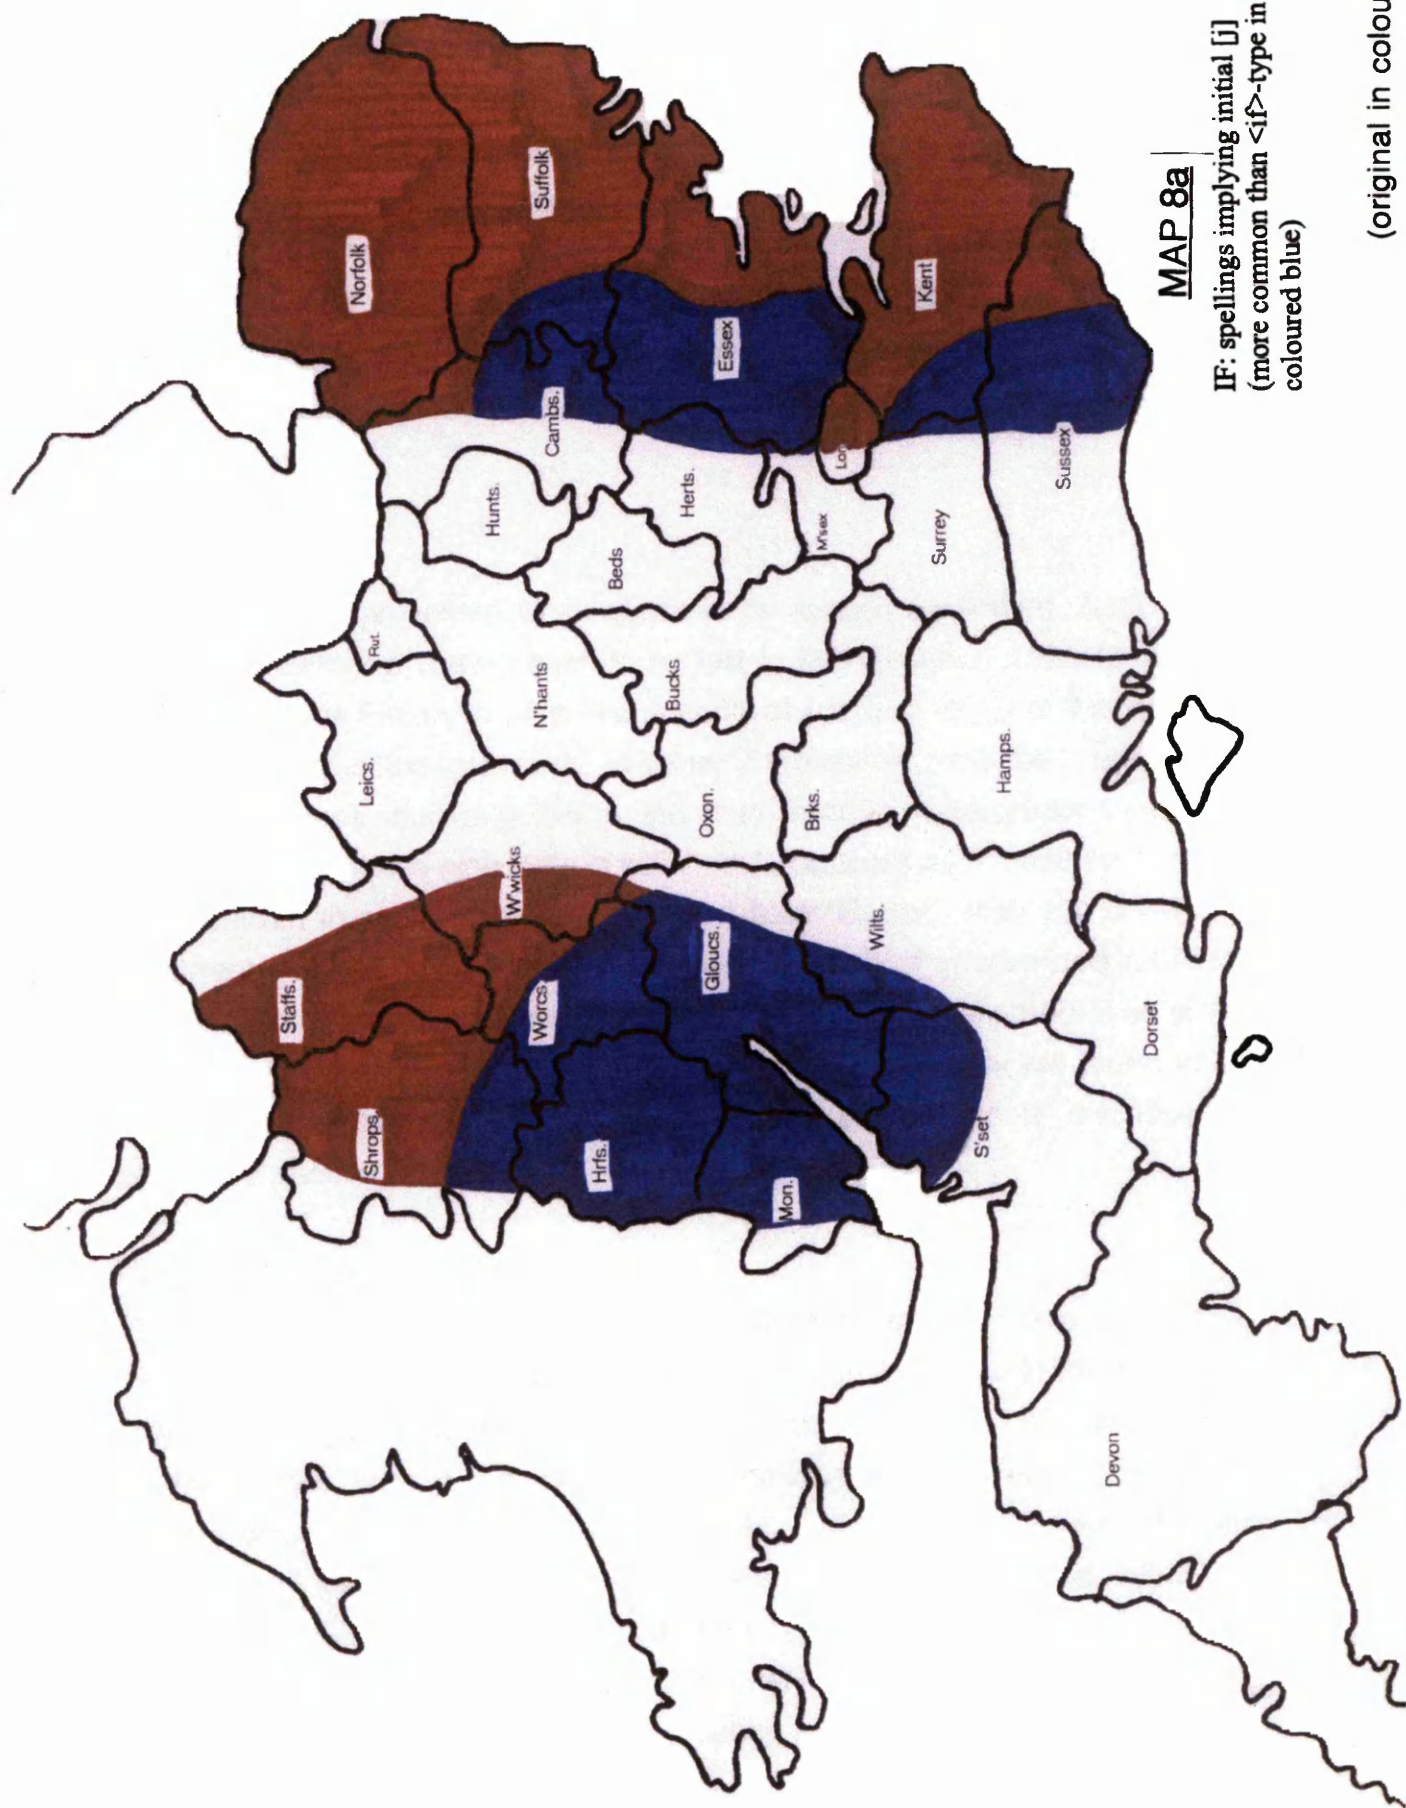 MAP 8a
IF: spellings implying initial [j]
(more common than <if>-type in
coloured blue)
(original in colou
Norfolk
Suffolk
Cambs.
Essex
Kent
Lon
Hunts.
Herts.
Beds
M'sex
Surrey
Sussex
Rut.
N'hants
Bucks
Leics.
Oxon.
Brks.
Hamps.
W'wicks
Staffs.
Worcs
Gloucs.
Wilts.
Dorset
Shrops.
Hrfs.
Mon.
S'set
Devon